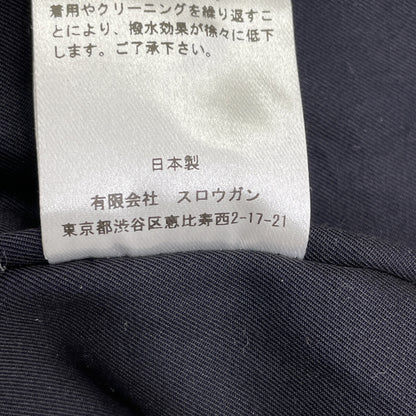 着用やクリーニングを繰り返すこ
とにより、撥水効果が徐々に低下
します。ご了承下さい。
日本製
有限会社 スロウガン
東京都渋谷区恵比寿西2-17-21